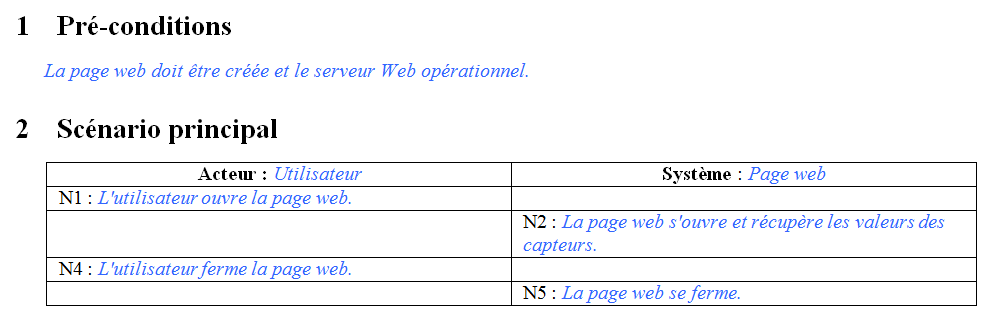 1 Pré-conditions
La page web doit être créée et le serveur Web opérationnel.
2 Scénario principal
Acteur : Utilisateur Système : Page web
N1 : L'utilisateur ouvre la page web.
N2 : La page web s'ouvre et récupère les valeurs des
capteurs.
N4 : L'utilisateur ferme la page web.
N5 : La page web se ferme.